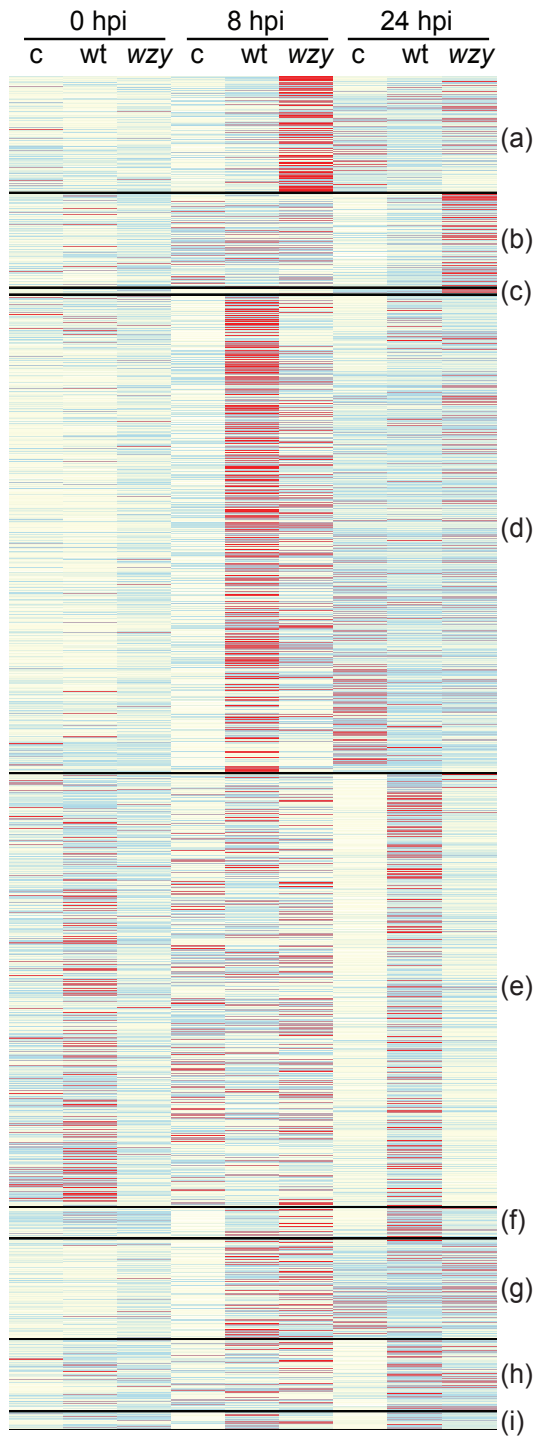 0 hpi 8 hpi 24 hpi
c wt wzy c wt wzy c wt wzy
(a)
(b)
(c)
(d)
(e)
(f)
(g)
(h)
(i)